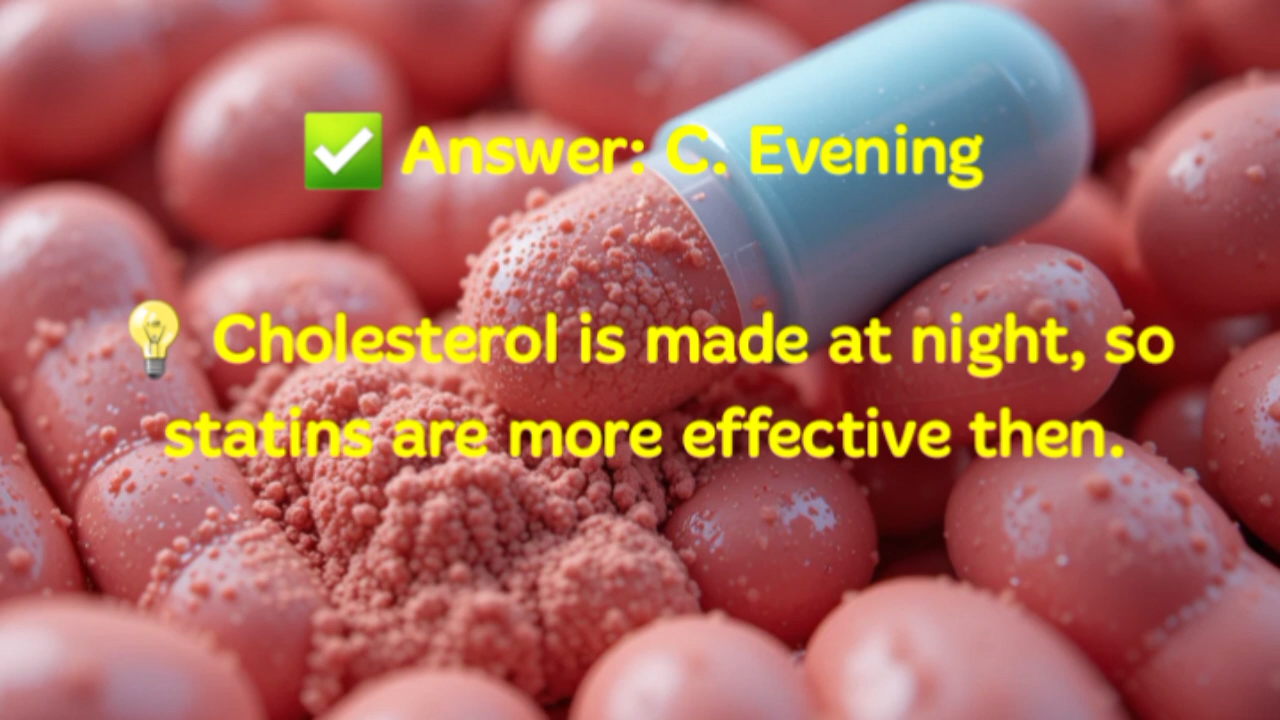 ✅ Answer: C. Evening
💡 Cholesterol is made at night, so
statins are more effective then.